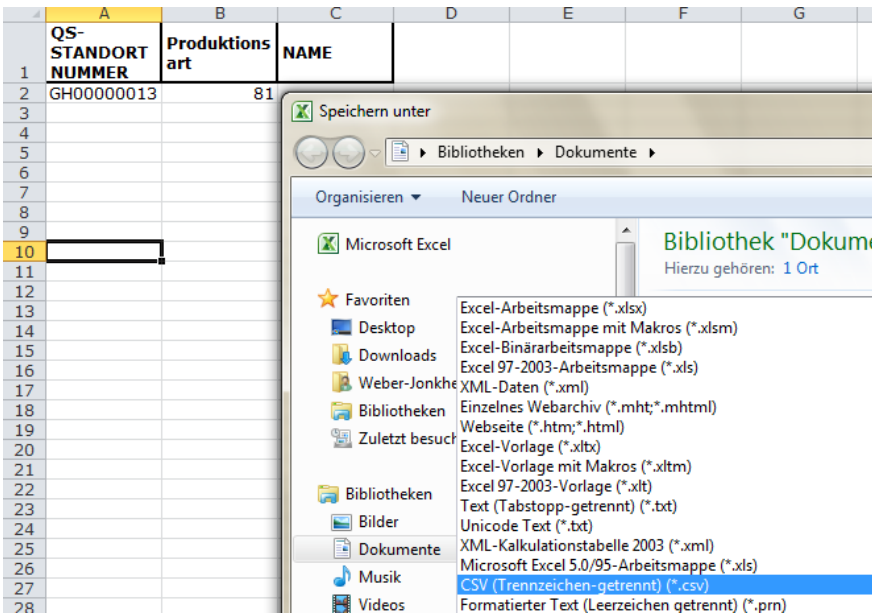 A B C D E F G
QS-
STANDORT
NUMMER
Produktions
art
NAME
1
2 GH00000013 81
3
4
5
6
7
8
9
10
11
12
13
14
15
16
17
18
19
20
21
22
23
24
25
26
27
28
Speichern unter
Bibliotheken Dokumente
Organisieren Neuer Ordner
Microsoft Excel
Favoriten
Desktop
Downloads
Weber-Jonkhe
Bibliotheken
Zuletzt besuch
Bibliotheken
Bilder
Dokumente
Musik
Videos
Bibliothek "Dokume
Hierzu gehören: 1 Ort
Excel-Arbeitsmappe (*.xlsx)
Excel-Arbeitsmappe mit Makros (*.xlsm)
Excel-Binärarbeitsmappe (*.xlsb)
Excel 97-2003-Arbeitsmappe (*.xls)
XML-Daten (*.xml)
Einzelnes Webarchiv (*.mht;*.mhtml)
Webseite (*.htm;*.html)
Excel-Vorlage (*.xltx)
Excel-Vorlage mit Makros (*.xltm)
Excel 97-2003-Vorlage (*.xlt)
Text (Tabstopp-getrennt) (*.txt)
Unicode Text (*.txt)
XML-Kalkulationstabelle 2003 (*.xml)
Microsoft Excel 5.0/95-Arbeitsmappe (*.xls)
CSV (Trennzeichen-getrennt) (*.csv)
Formatierter Text (Leerzeichen getrennt) (*.prn)